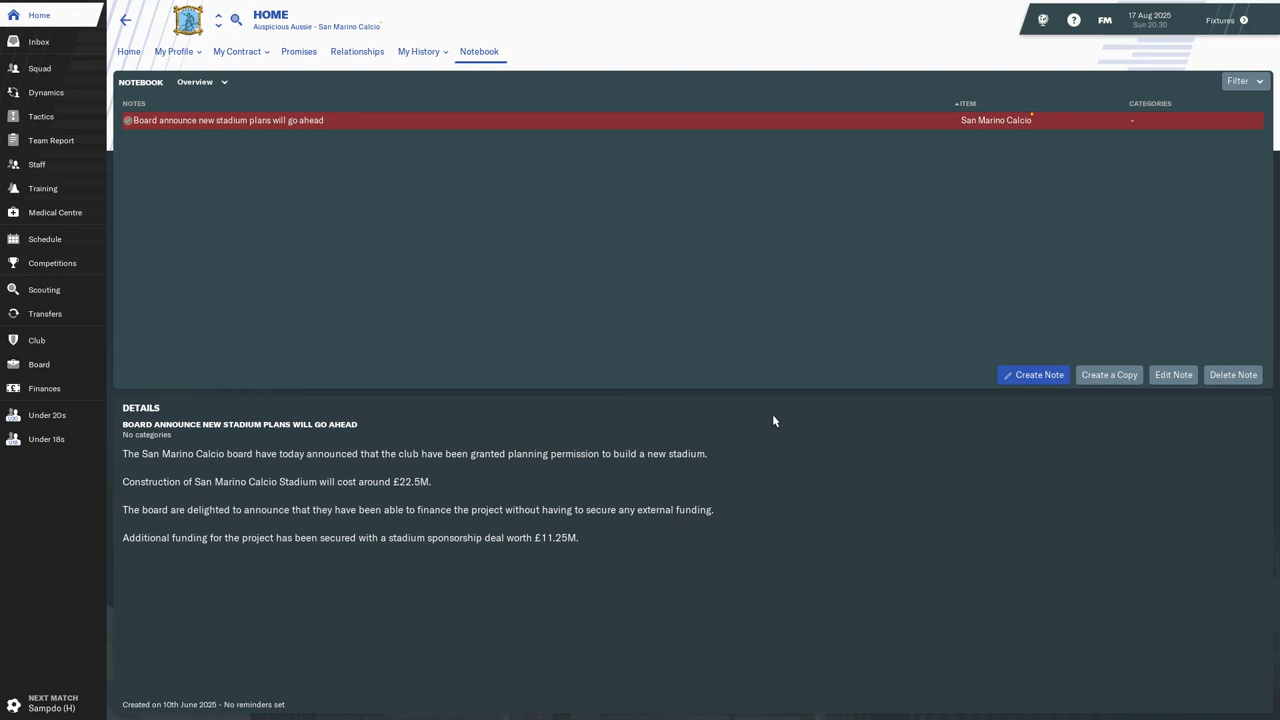 Home
Inbox
Squad
Dynamics
Tactics
Team Report
Staff
Training
Medical Centre
Schedule
Competitions
Scouting
Transfers
Club
Board
Finances
Under 20s
Under 18s
NEXT MATCH
Sampdo (H)
HOME
Auspicious Aussie - San Marino Calcio
FM
17 Aug 2025
Sun 20:30
Fixtures
Home My Profile My Contract Promises Relationships My History Notebook
NOTEBOOK Overview
Filter
NOTES ITEM CATEGORIES
Board announce new stadium plans will go ahead San Marino Calcio -
Create Note Create a Copy Edit Note Delete Note
DETAILS
BOARD ANNOUNCE NEW STADIUM PLANS WILL GO AHEAD
No categories
The San Marino Calcio board have today announced that the club have been granted planning permission to build a new stadium.
Construction of San Marino Calcio Stadium will cost around £22.5M.
The board are delighted to announce that they have been able to finance the project without having to secure any external funding.
Additional funding for the project has been secured with a stadium sponsorship deal worth £11.25M.
Created on 10th June 2025 - No reminders set